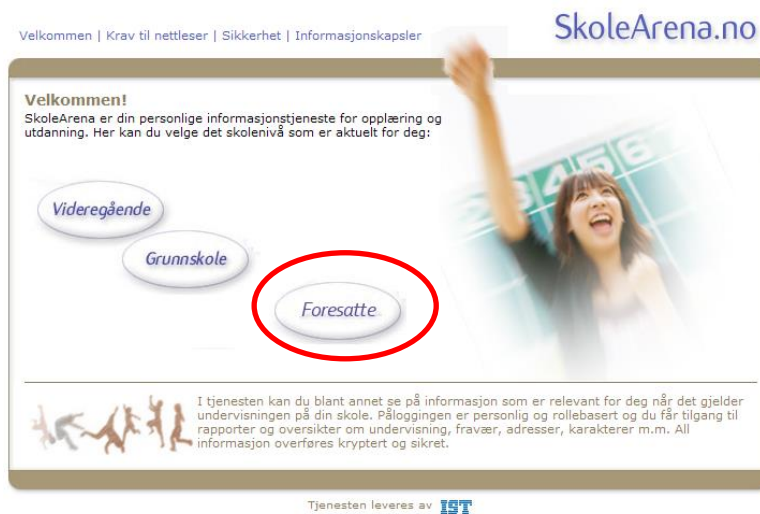 Velkommen | Krav til nettleser | Sikkerhet | Informasjonskapsler
SkoleArena.no
Velkommen!
SkoleArena er din personlige informasjonstjeneste for opplæring og
utdanning. Her kan du velge det skolenivå som er aktuelt for deg:
3456
Videregående
Grunnskole
Foresatte
I tjenesten kan du blant annet se på informasjon som er relevant for deg når det gjelder
undervisningen på din skole. Påloggingen er personlig og rollebasert og du får tilgang til
rapporter og oversikter om undervisning, fravær, adresser, karakterer m.m. All
informasjon overføres kryptert og sikret.
Tjenesten leveres av IST